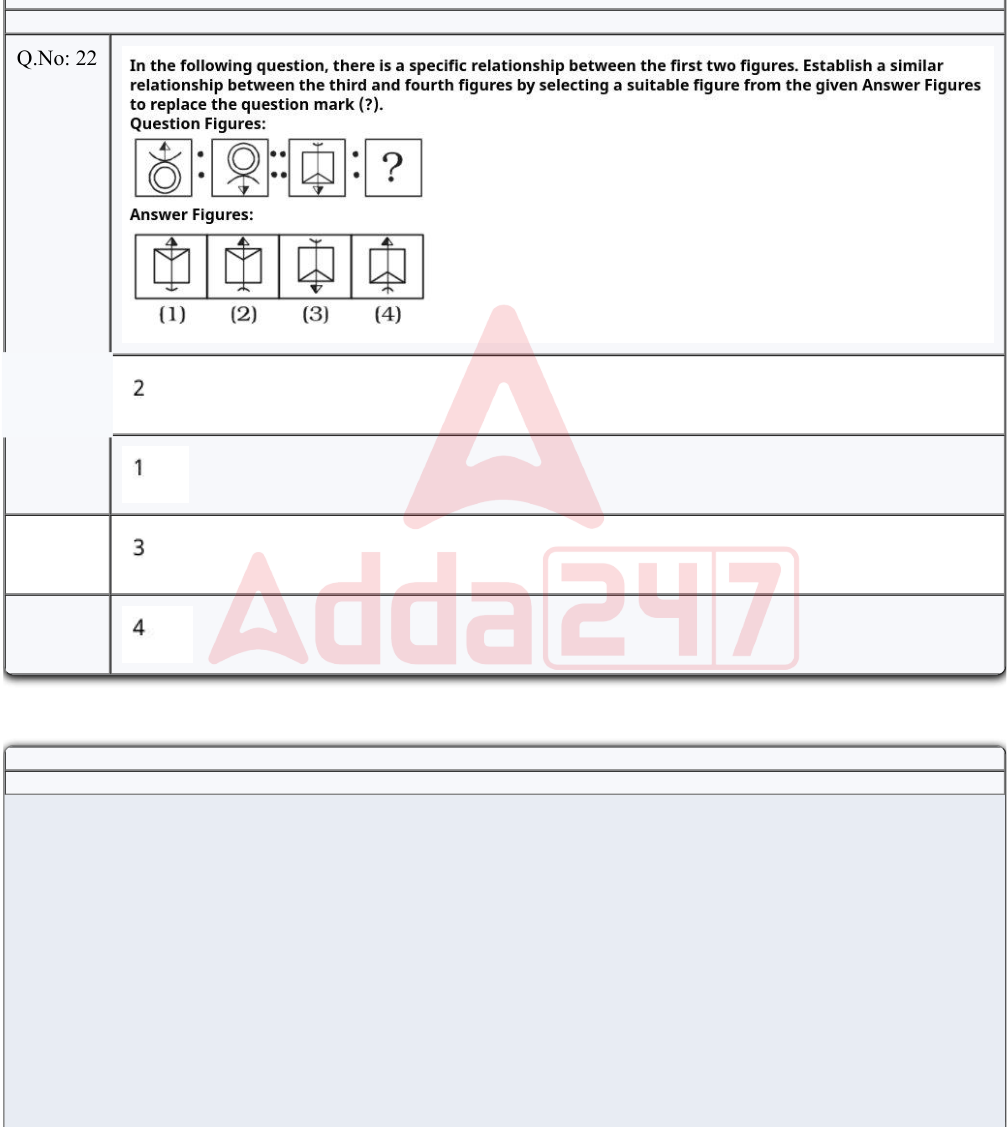 Q.No: 22
In the following question, there is a specific relationship between the first two figures. Establish a similar
relationship between the third and fourth figures by selecting a suitable figure from the given Answer Figures
to replace the question mark (?).
Question Figures:
: :: : ?
Answer Figures:
(1) (2) (3) (4)
2
1
3
4
Adda247